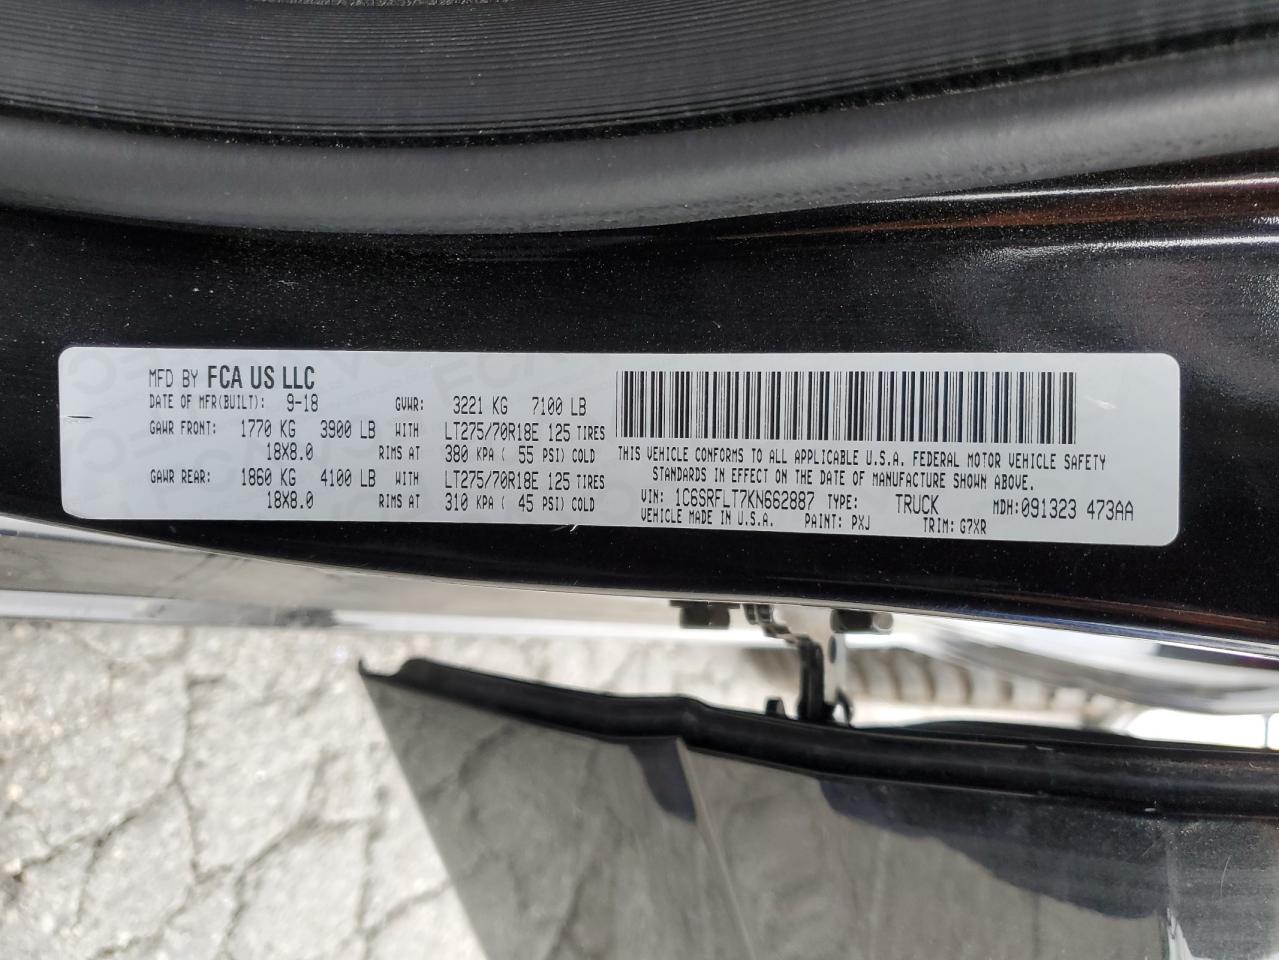 MFD BY FCA US LLC
DATE OF MFR(BUILT): 9-18 GVWR: 3221 KG 7100 LB
GAWR FRONT: 1770 KG 3900 LB WITH LT275/70R18E 125 TIRES
18X8.0 RIMS AT 380 KPA ( 55 PSI) COLD
GAWR REAR: 1860 KG 4100 LB WITH LT275/70R18E 125 TIRES
18X8.0 RIMS AT 310 KPA ( 45 PSI) COLD
THIS VEHICLE CONFORMS TO ALL APPLICABLE U.S.A. FEDERAL MOTOR VEHICLE SAFETY
STANDARDS IN EFFECT ON THE DATE OF MANUFACTURE SHOWN ABOVE.
VIN: 1C6SRFLT7KN662887 TYPE: TRUCK MDH:091323 473AA
VEHICLE MADE IN U.S.A. PAINT: PXJ TRIM: G7XR